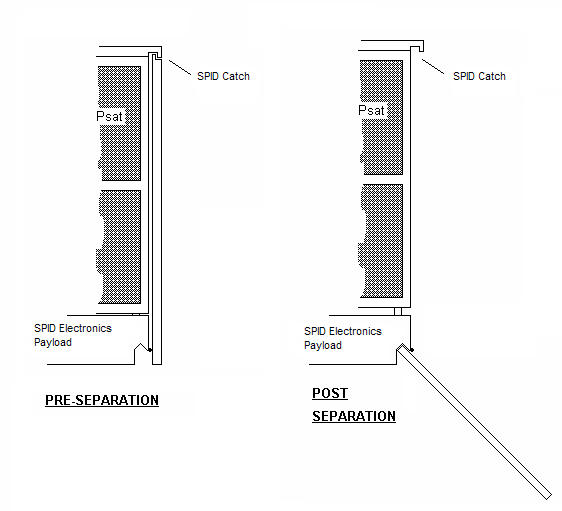 SPID Catch
Psat
SPID Electronics
Payload
PRE-SEPARATION
SPID Catch
Psat
SPID Electronics
Payload
POST
SEPARATION